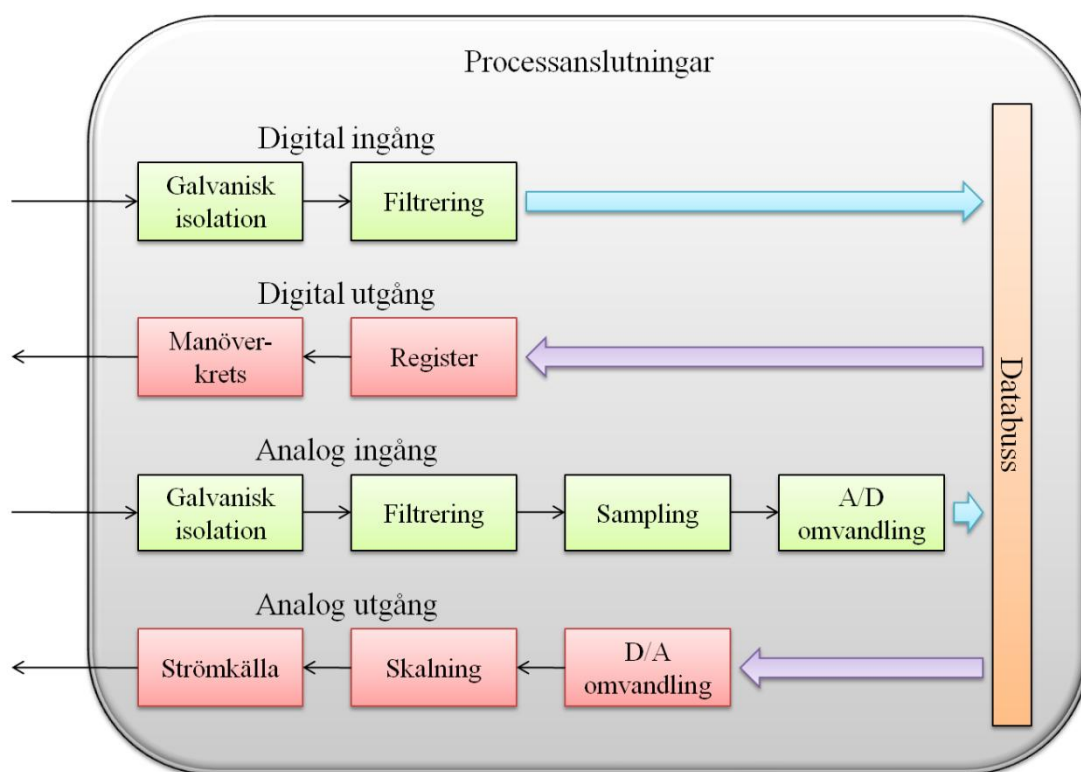 Processanslutningar
Digital ingång
Galvanisk
isolation
Filtrering
Digital utgång
Manöver-
krets
Register
Analog ingång
Galvanisk
isolation
Filtrering
Sampling
A/D
omvandling
Analog utgång
Strömkälla
Skalning
D/A
omvandling
Databuss